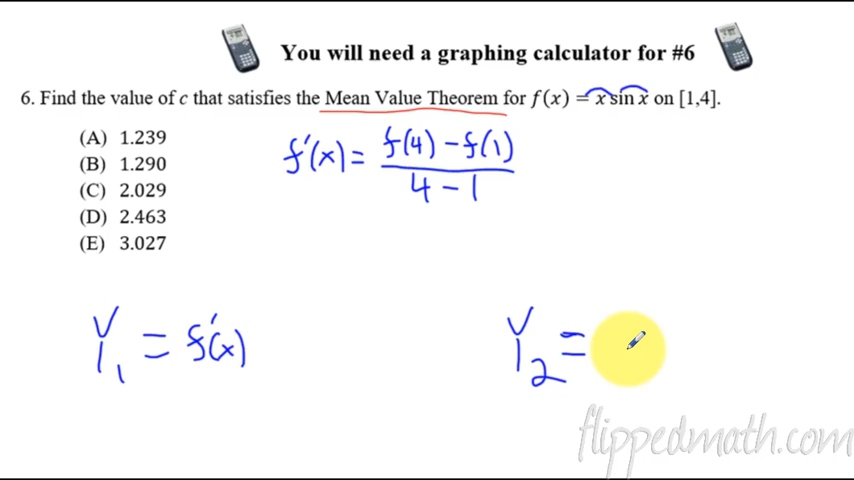 You will need a graphing calculator for #6
6. Find the value of c that satisfies the Mean Value Theorem for f(x) = x sin x on [1,4].
(A) 1.239
(B) 1.290
(C) 2.029
(D) 2.463
(E) 3.027
f'(x) = f(4) - f(1) / 4 - 1
Y₁ = f'(x)
Y₂ =
flippedmath.com